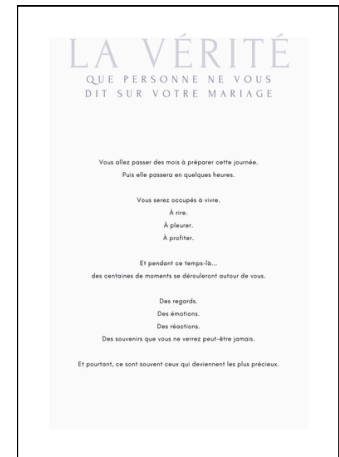 LA VÉRITÉ
QUE PERSONNE NE VOUS
DIT SUR VOTRE MARIAGE
Vous allez passer des mois à préparer cette journée.
Puis elle passera en quelques heures.
Vous serez occupés à vivre.
À rire.
À pleurer.
À profiter.
Et pendant ce temps-là...
des centaines de moments se dérouleront autour de vous.
Des regards.
Des émotions.
Des réactions.
Des souvenirs que vous ne verrez peut-être jamais.
Et pourtant, ce sont souvent ceux qui deviennent les plus précieux.